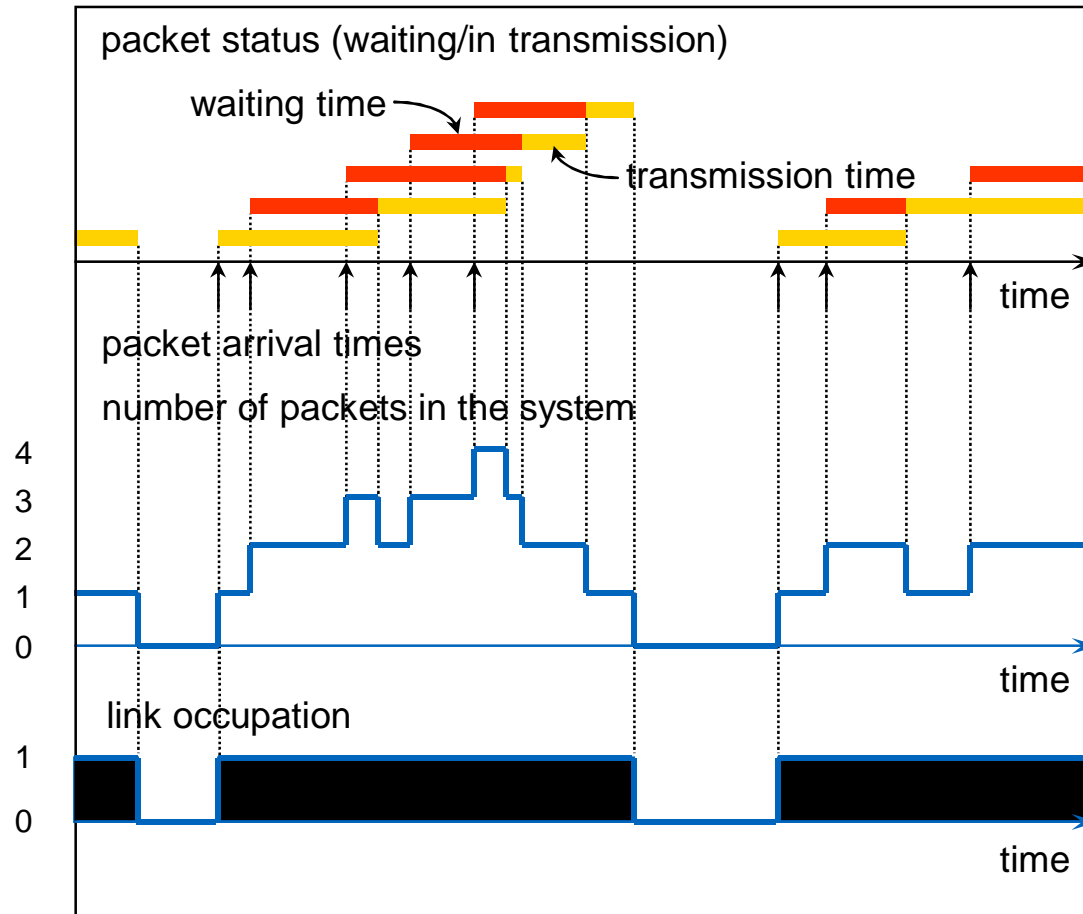 packet status (waiting/in transmission)
waiting time
transmission time
time
packet arrival times
number of packets in the system
4
3
2
1
0
time
link occupation
1
0
time